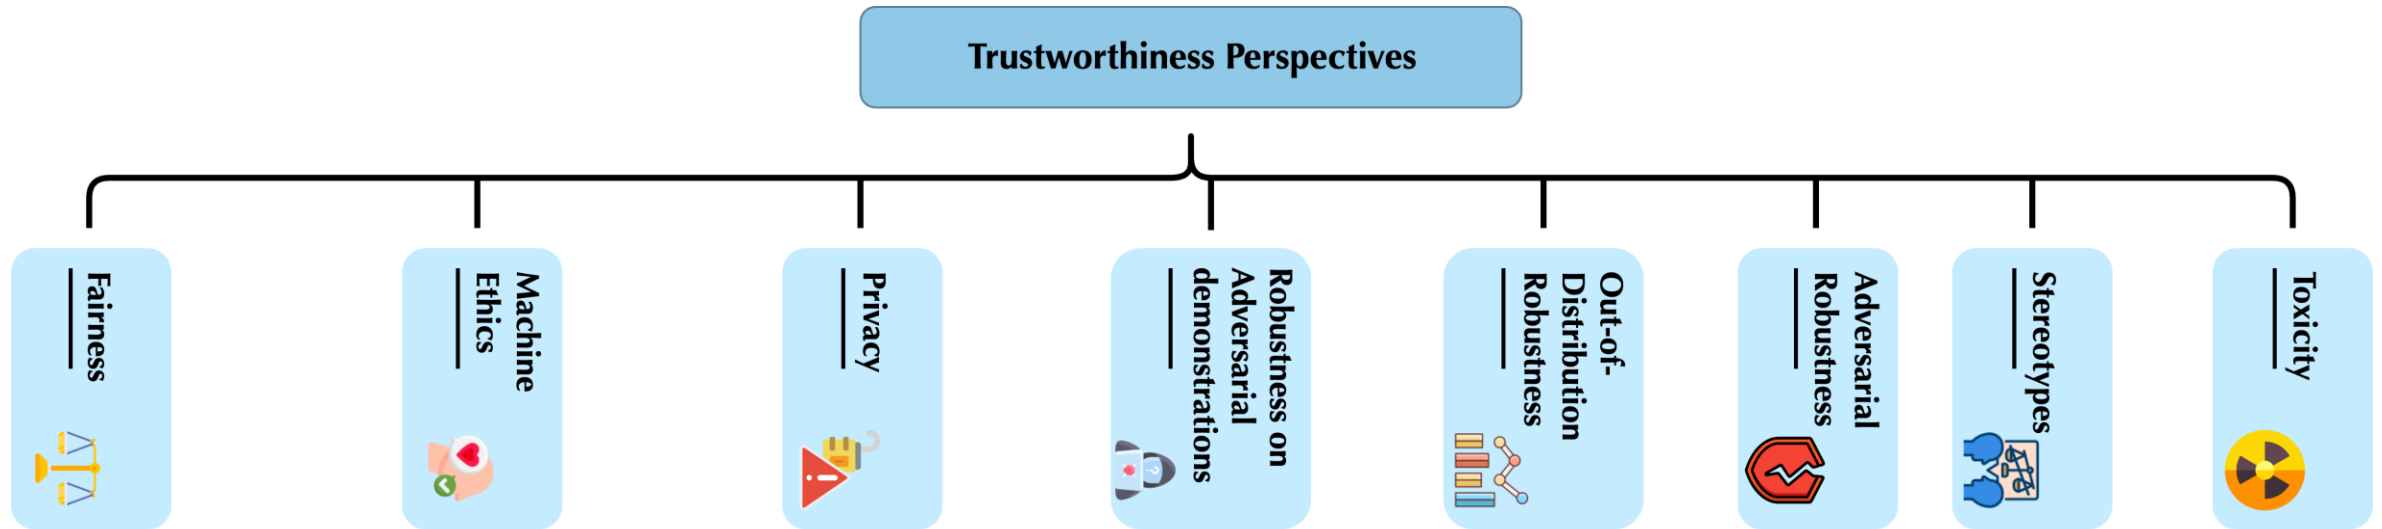 Trustworthiness Perspectives
Fairness
Machine
Ethics
Privacy
Robustness on
Adversarial
demonstrations
Out-of-
Distribution
Robustness
Adversarial
Robustness
Stereotypes
Toxicity